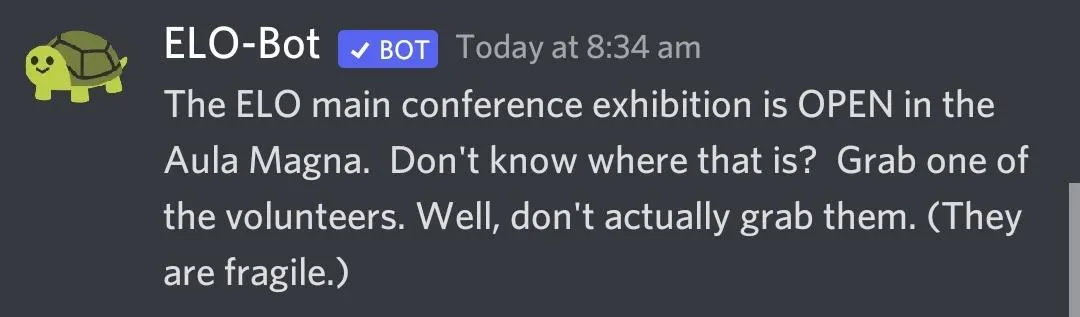 ELO-Bot ✓ BOT Today at 8:34 am
The ELO main conference exhibition is OPEN in the
Aula Magna.  Don't know where that is?  Grab one of
the volunteers. Well, don't actually grab them. (They
are fragile.)